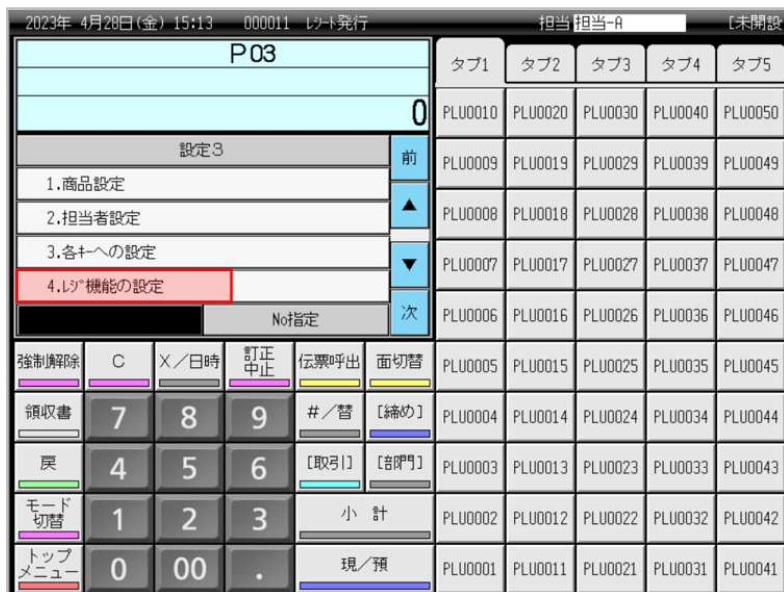 2023年 4月28日(金) 15:13 000011 レシート発行 担当 担当-A [未開設
P03
0
設定3
前
1.商品設定
2.担当者設定
▲
3.各キーへの設定
▼
4.レジ機能の設定
No指定
次
タブ1 タブ2 タブ3 タブ4 タブ5
PLU0010 PLU0020 PLU0030 PLU0040 PLU0050
PLU0009 PLU0019 PLU0029 PLU0039 PLU0049
PLU0008 PLU0018 PLU0028 PLU0038 PLU0048
PLU0007 PLU0017 PLU0027 PLU0037 PLU0047
PLU0006 PLU0016 PLU0026 PLU0036 PLU0046
強制解除 C X/日時 訂正 中止 伝票呼出 面切替 PLU0005 PLU0015 PLU0025 PLU0035 PLU0045
領収書 7 8 9 #/替 [締め] PLU0004 PLU0014 PLU0024 PLU0034 PLU0044
戻 4 5 6 [取引] [部門] PLU0003 PLU0013 PLU0023 PLU0033 PLU0043
モード 切替 1 2 3 小 計 PLU0002 PLU0012 PLU0022 PLU0032 PLU0042
トップ メニュー 0 00 . 現/預 PLU0001 PLU0011 PLU0021 PLU0031 PLU0041